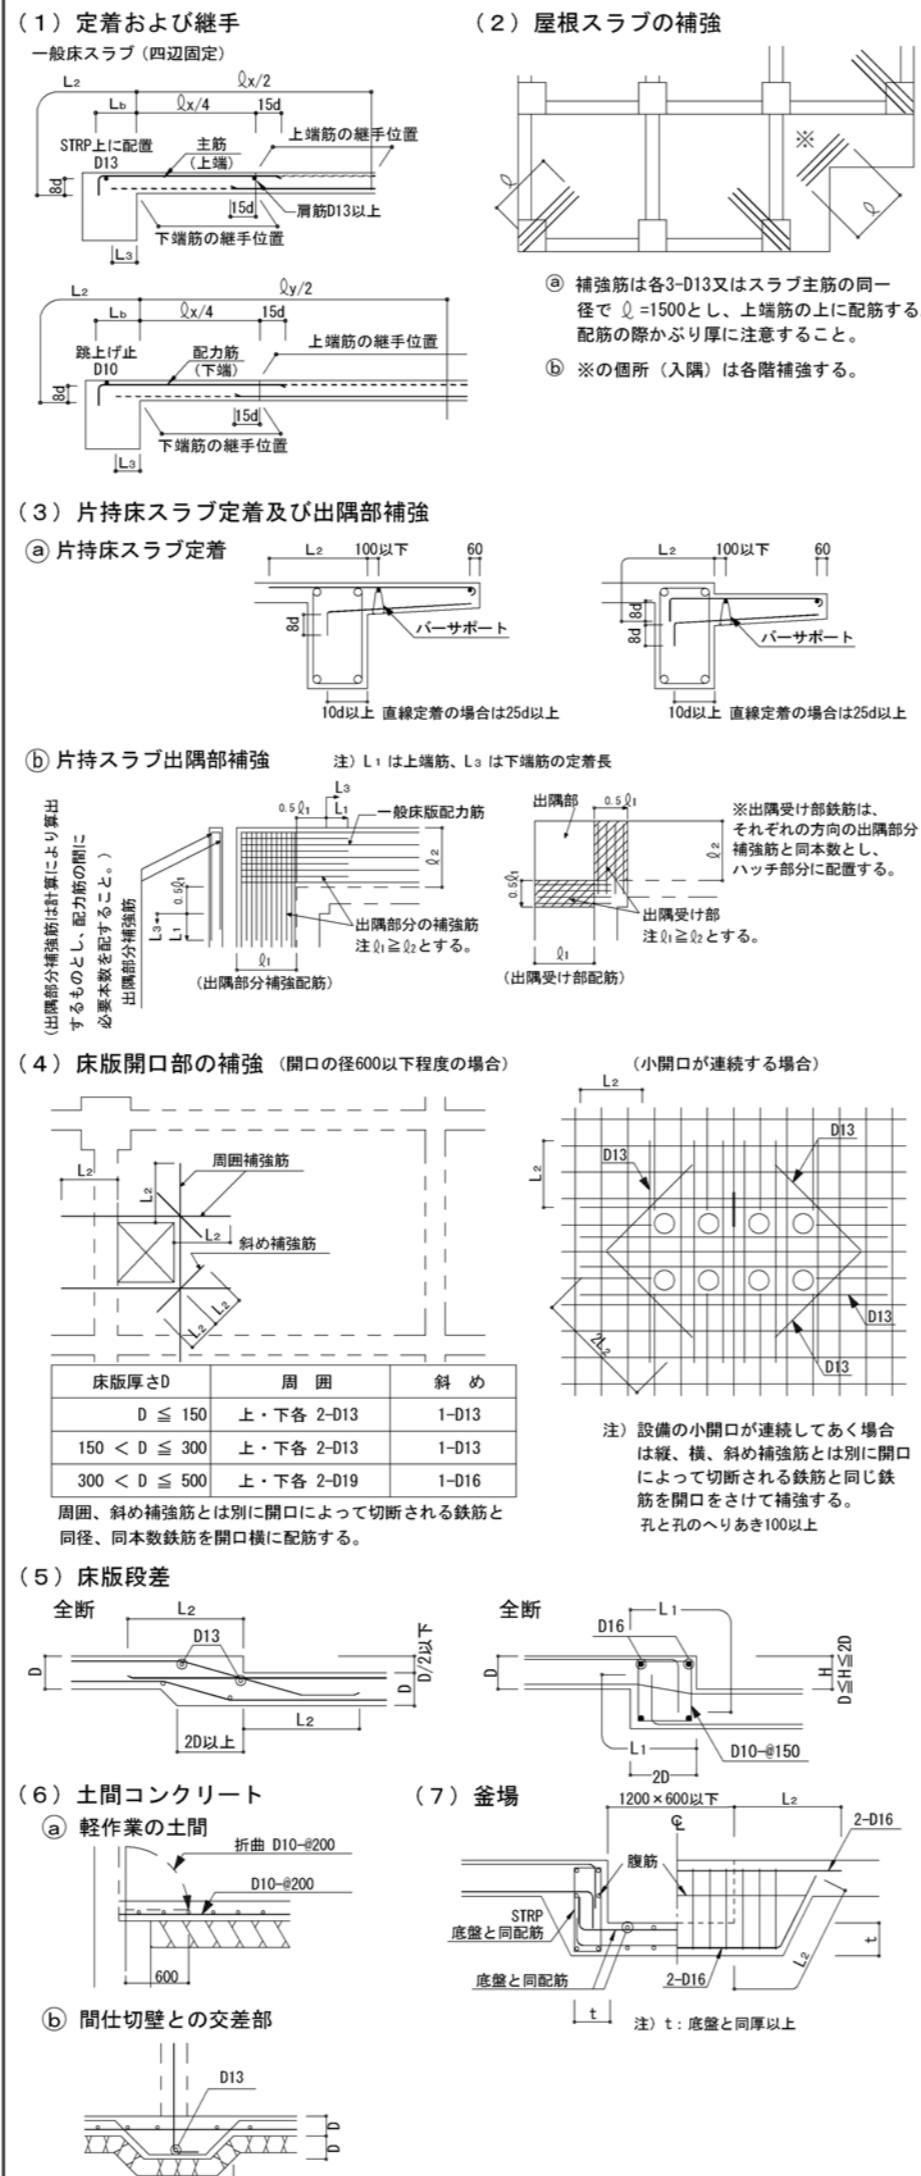 (1) 定着および継手
一般床スラブ (四辺固定)
L2
ℓx/2
Lb
ℓx/4
15d
STRP上に配置
D13
主筋
(上端)
上端筋の継手位置
8d
15d
肩筋D13以上
下端筋の継手位置
L3
L2
ℓy/2
Lb
ℓx/4
15d
跳上げ止
D10
配力筋
(下端)
上端筋の継手位置
8d
15d
下端筋の継手位置
L3
(2) 屋根スラブの補強
※
ℓ
ℓ
ⓐ 補強筋は各3-D13又はスラブ主筋の同一
径で ℓ=1500とし、上端筋の上に配筋する。
配筋の際かぶり厚に注意すること。
ⓑ ※の個所 (入隅) は各階補強する。
(3) 片持床スラブ定着及び出隅部補強
ⓐ 片持床スラブ定着
L2
100以下
60
8d
バーサポート
10d以上 直線定着の場合は25d以上
L2
100以下
60
8d
8d
バーサポート
10d以上 直線定着の場合は25d以上
ⓑ 片持スラブ出隅部補強
注) L1 は上端筋、L3 は下端筋の定着長
(出隅部分補強筋は計算により算出
するものとし、配力筋の間に
必要本数を配すること。)
出隅部分補強筋
0.5ℓ1
L3
L1
L3
0.5ℓ1
L1
一般床版配力筋
ℓ2
出隅部分の補強筋
注 ℓ1≧ℓ2とする。
ℓ1
(出隅部分補強配筋)
出隅部
0.5ℓ1
ℓ2
0.5ℓ1
出隅受け部
注 ℓ1≧ℓ2とする。
ℓ1
(出隅受け部配筋)
※出隅受け部鉄筋は、
それぞれの方向の出隅部分
補強筋と同本数とし、
ハッチ部分に配置する。
(4) 床版開口部の補強 (開口の径600以下程度の場合)
L2
L2
周囲補強筋
L2
斜め補強筋
L2
L2
床版厚さD 周 囲 斜 め
D ≦ 150 上・下各 2-D13 1-D13
150 < D ≦ 300 上・下各 2-D13 1-D13
300 < D ≦ 500 上・下各 2-D19 1-D16
周囲、斜め補強筋とは別に開口によって切断される鉄筋と
同径、同本数鉄筋を開口横に配筋する。
(小開口が連続する場合)
L2
L2
D13
D13
2L2
D13
D13
注) 設備の小開口が連続してあく場合
は縦、横、斜め補強筋とは別に開口
によって切断される鉄筋と同じ鉄
筋を開口をさけて補強する。
孔と孔のへりあき100以上
(5) 床版段差
全断
L2
D13
D
D/2以下
D
L2
2D以上
全断
L1
D16
D
H
D≦H≦2D
L1
D10-@150
2D
(6) 土間コンクリート
ⓐ 軽作業の土間
折曲 D10-@200
D10-@200
600
ⓑ 間仕切壁との交差部
D13
D
D
(7) 釜場
1200×600以下
L2
℄
2-D16
腹筋
STRP
底盤と同配筋
底盤と同配筋
2-D16
t
L2
t
注) t：底盤と同厚以上